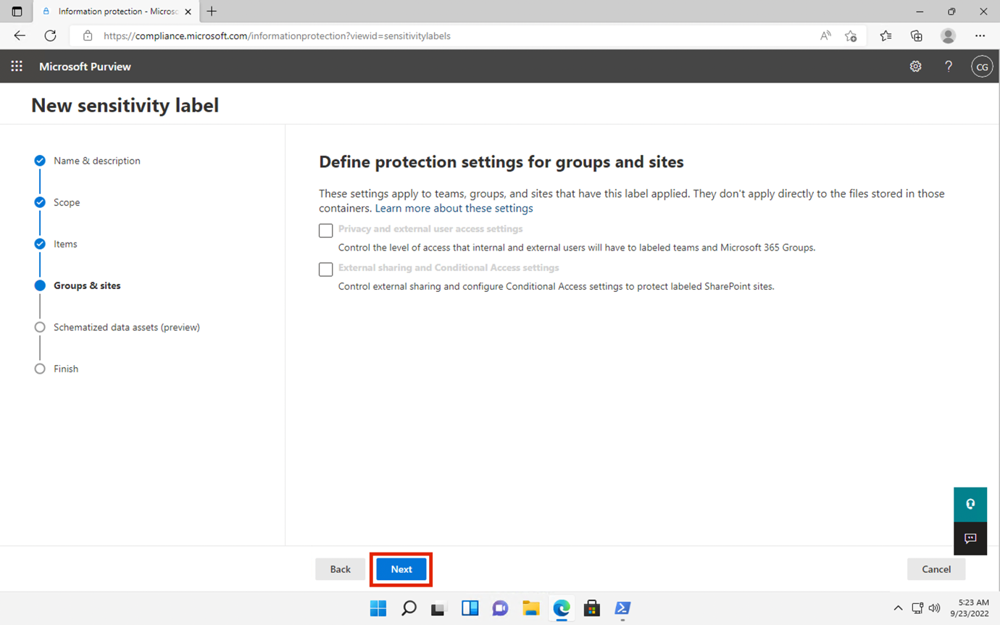 Information protection - Microsc
https://compliance.microsoft.com/informationprotection?viewid=sensitivitylabels
Microsoft Purview
CG
New sensitivity label
Name & description
Scope
Items
Groups & sites
Schematized data assets (preview)
Finish
Define protection settings for groups and sites
These settings apply to teams, groups, and sites that have this label applied. They don't apply directly to the files stored in those
containers. Learn more about these settings
Privacy and external user access settings
Control the level of access that internal and external users will have to labeled teams and Microsoft 365 Groups.
External sharing and Conditional Access settings
Control external sharing and configure Conditional Access settings to protect labeled SharePoint sites.
Back
Next
Cancel
5:23 AM
9/23/2022